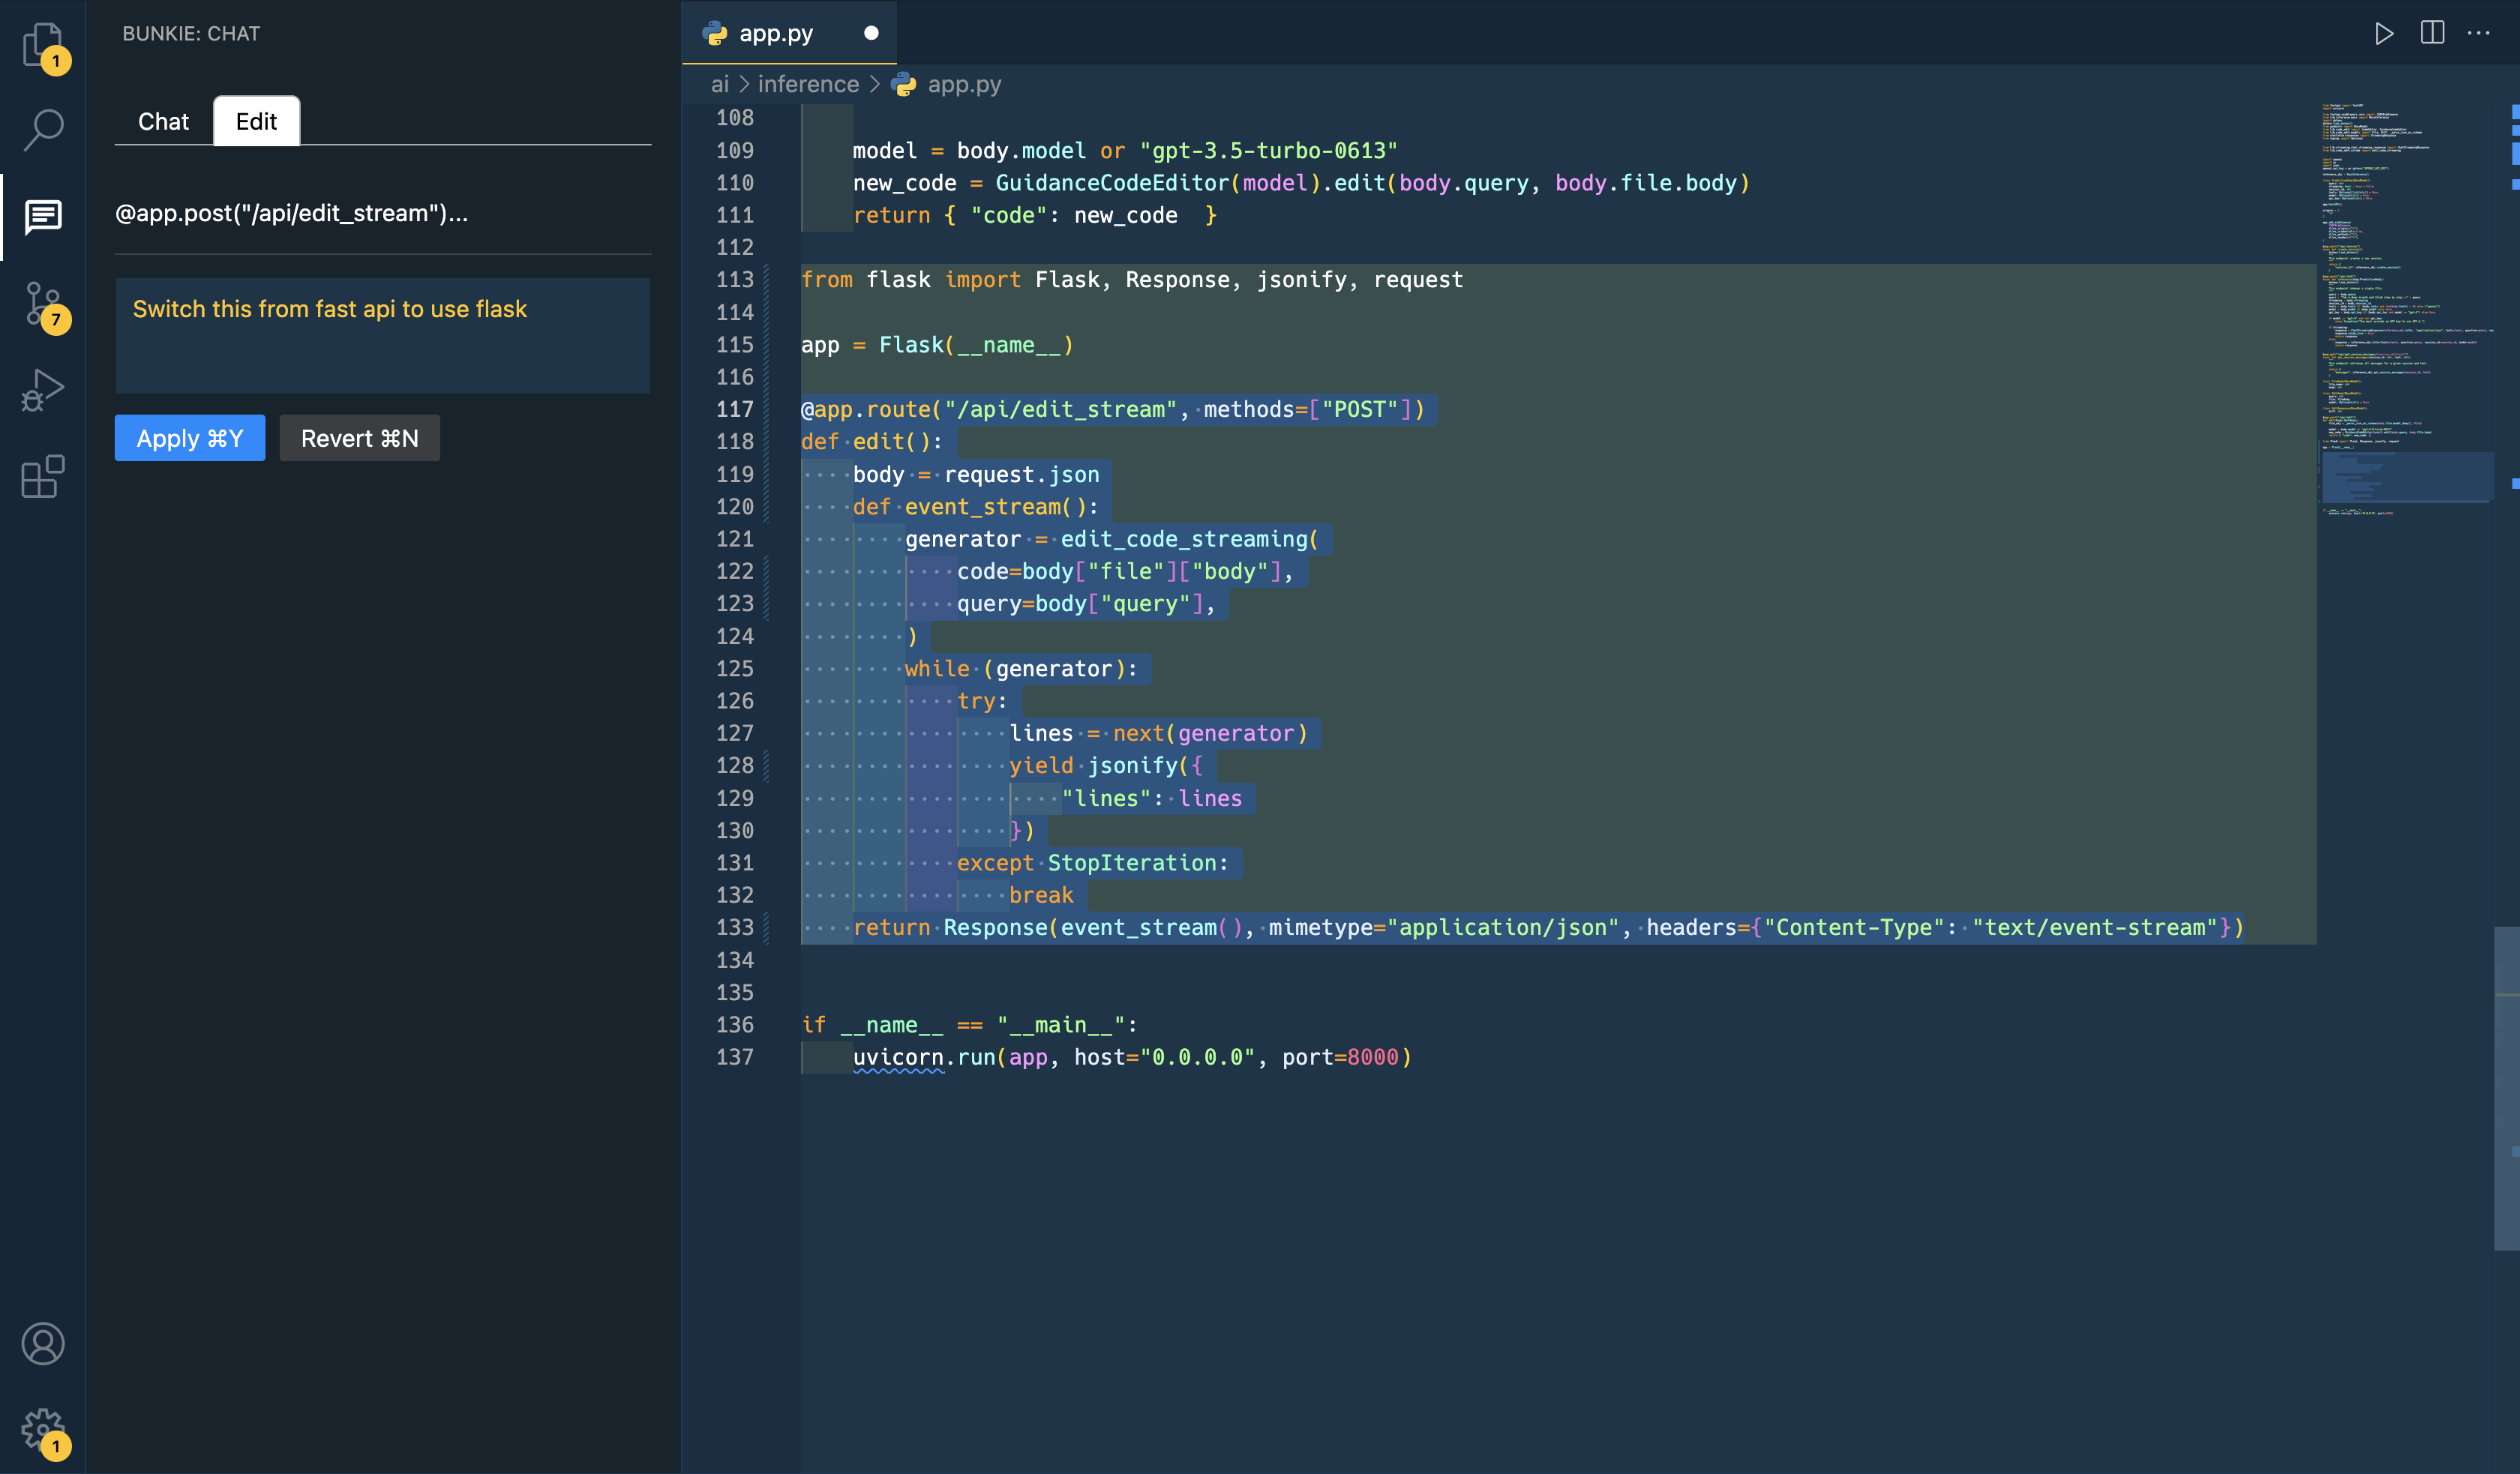 BUNKIE: CHAT
Chat
Edit
@app.post("/api/edit_stream")...
Switch this from fast api to use flask
Apply ⌘Y
Revert ⌘N
1
7
1
app.py
ai > inference > app.py
108
109 model = body.model or "gpt-3.5-turbo-0613"
110 new_code = GuidanceCodeEditor(model).edit(body.query, body.file.body)
111 return { "code": new_code  }
112
113 from flask import Flask, Response, jsonify, request
114
115 app = Flask(__name__)
116
117 @app.route("/api/edit_stream", methods=["POST"])
118 def edit():
119     body = request.json
120     def event_stream():
121         generator = edit_code_streaming(
122             code=body["file"]["body"],
123             query=body["query"],
124         )
125         while (generator):
126             try:
127                 lines = next(generator)
128                 yield jsonify({
129                     "lines": lines
130                 })
131             except StopIteration:
132                 break
133     return Response(event_stream(), mimetype="application/json", headers={"Content-Type": "text/event-stream"})
134
135
136 if __name__ == "__main__":
137     uvicorn.run(app, host="0.0.0.0", port=8000)